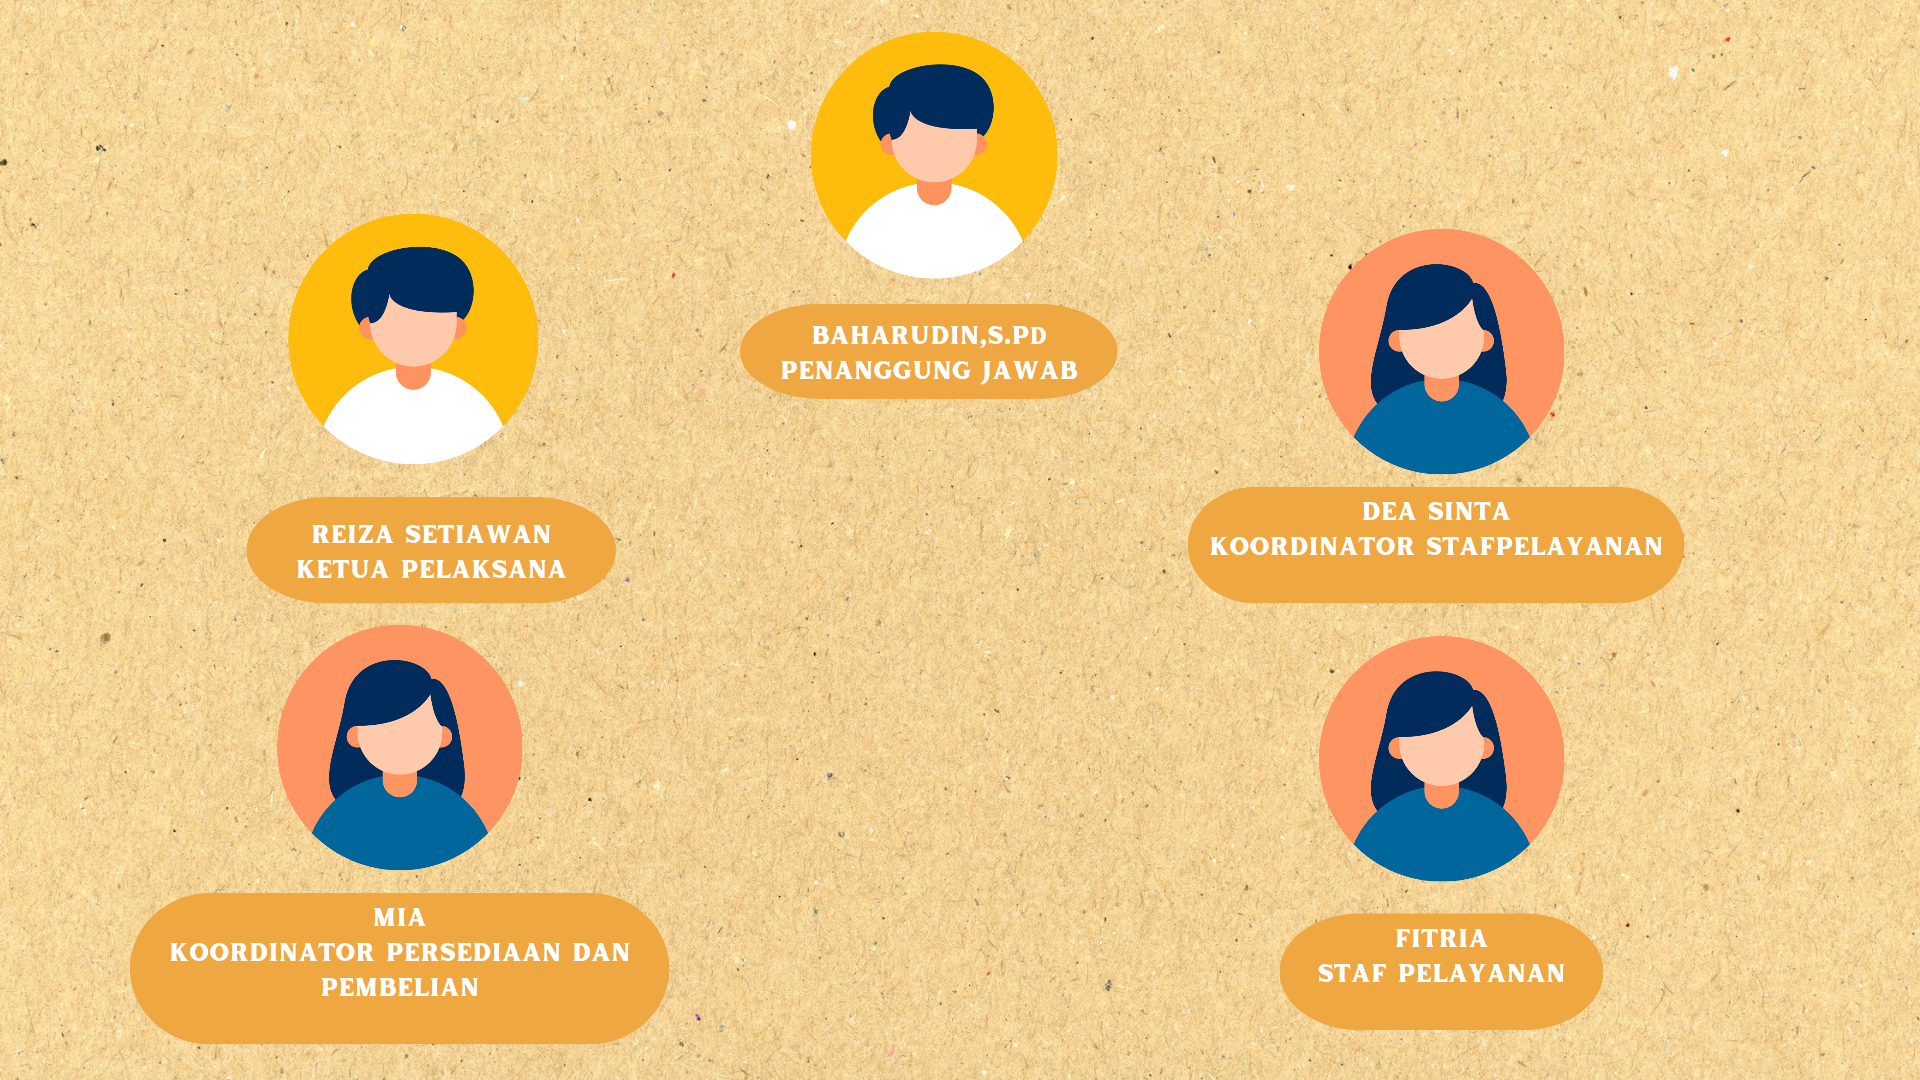 BAHARUDIN,S.PD
PENANGGUNG JAWAB
REIZA SETIAWAN
KETUA PELAKSANA
DEA SINTA
KOORDINATOR STAFPELAYANAN
MIA
KOORDINATOR PERSEDIAAN DAN
PEMBELIAN
FITRIA
STAF PELAYANAN